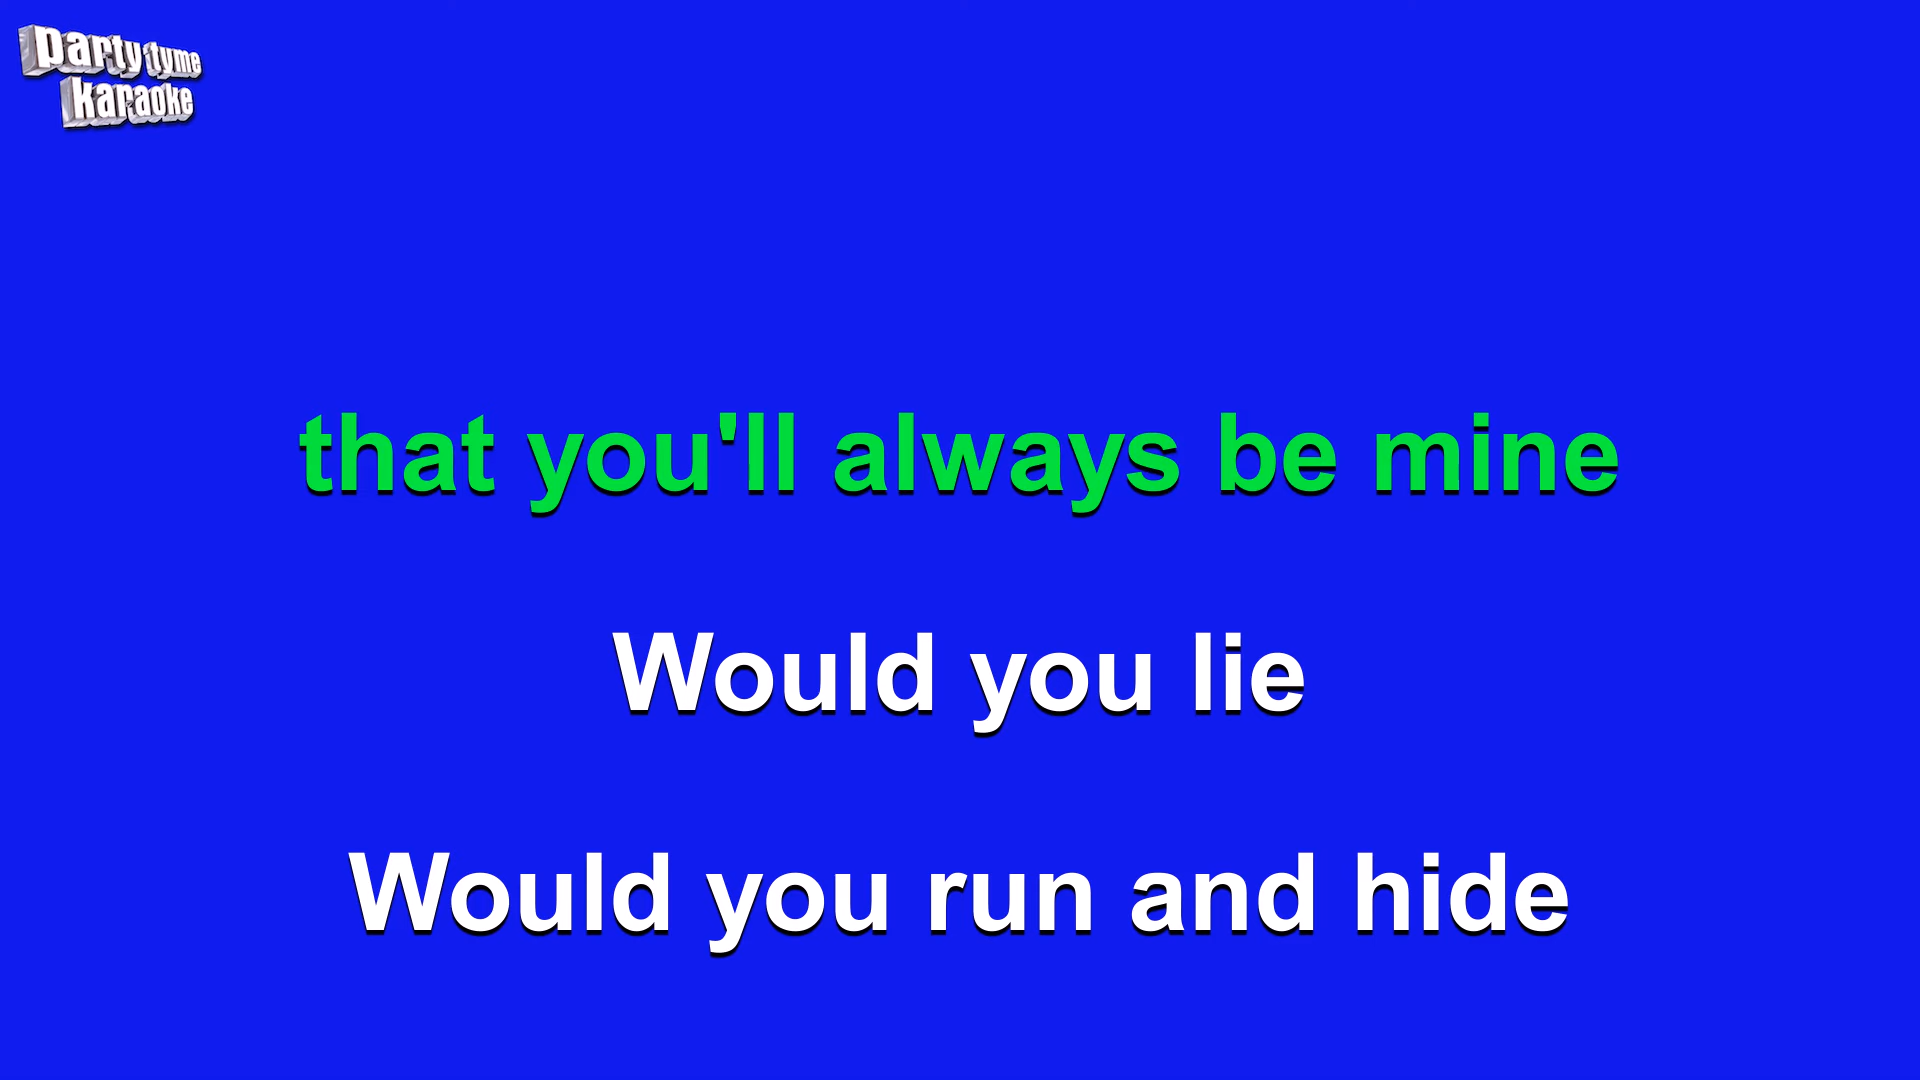 party tyme
karaoke
that you'll always be mine
Would you lie
Would you run and hide